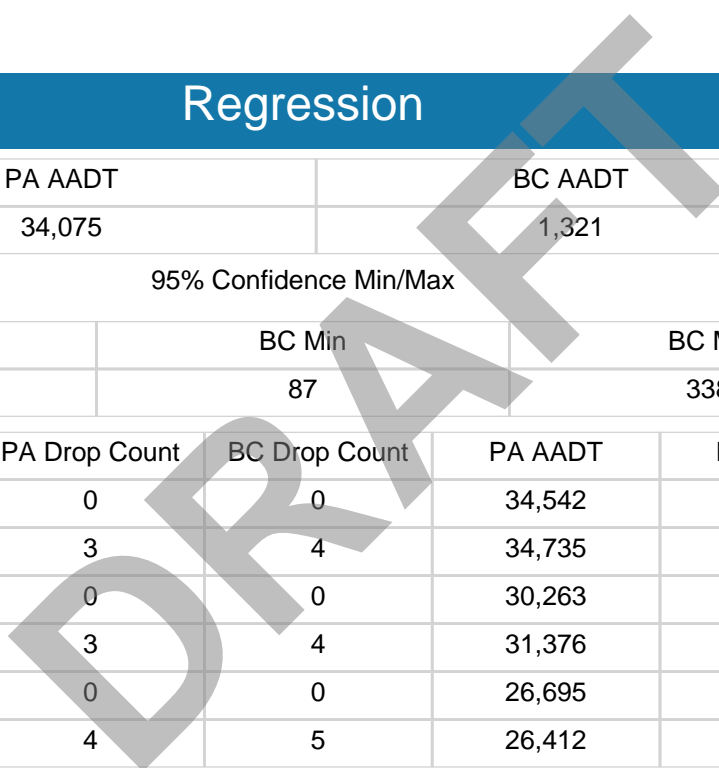 Regression
PA AADT BC AADT
34,075 1,321
95% Confidence Min/Max
BC Min BC
87 338
PA Drop Count BC Drop Count PA AADT
0 0 34,542
3 4 34,735
0 0 30,263
3 4 31,376
0 0 26,695
4 5 26,412
DRAFT